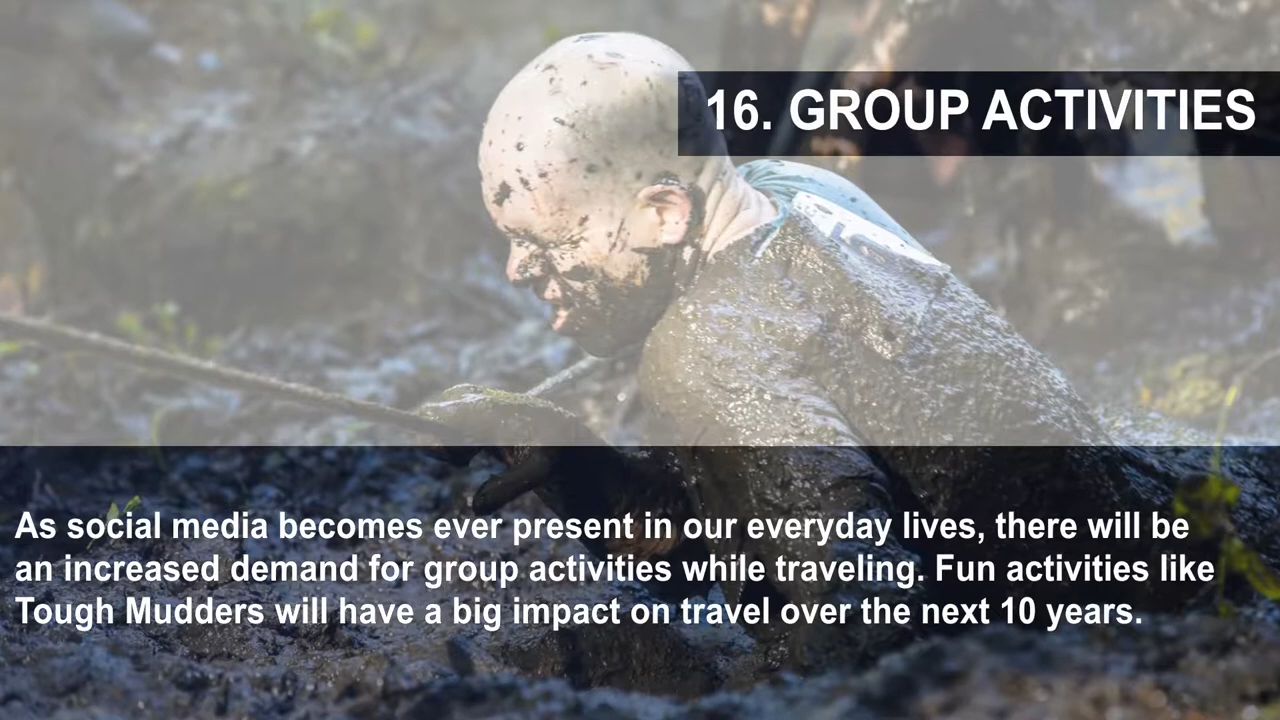 16. GROUP ACTIVITIES
As social media becomes ever present in our everyday lives, there will be
an increased demand for group activities while traveling. Fun activities like
Tough Mudders will have a big impact on travel over the next 10 years.